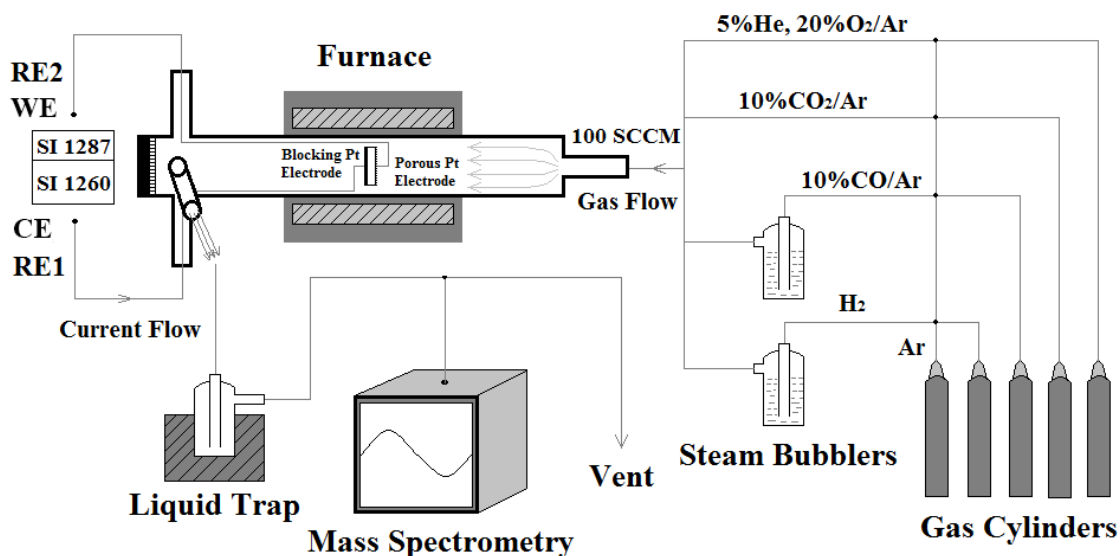 5%He, 20%O₂/Ar
Furnace
RE2
WE
10%CO₂/Ar
SI 1287
SI 1260
Blocking Pt
Electrode
Porous Pt
Electrode
100 SCCM
Gas Flow
10%CO/Ar
CE
RE1
Current Flow
H₂
Ar
Liquid Trap
Mass Spectrometry
Vent
Steam Bubblers
Gas Cylinders